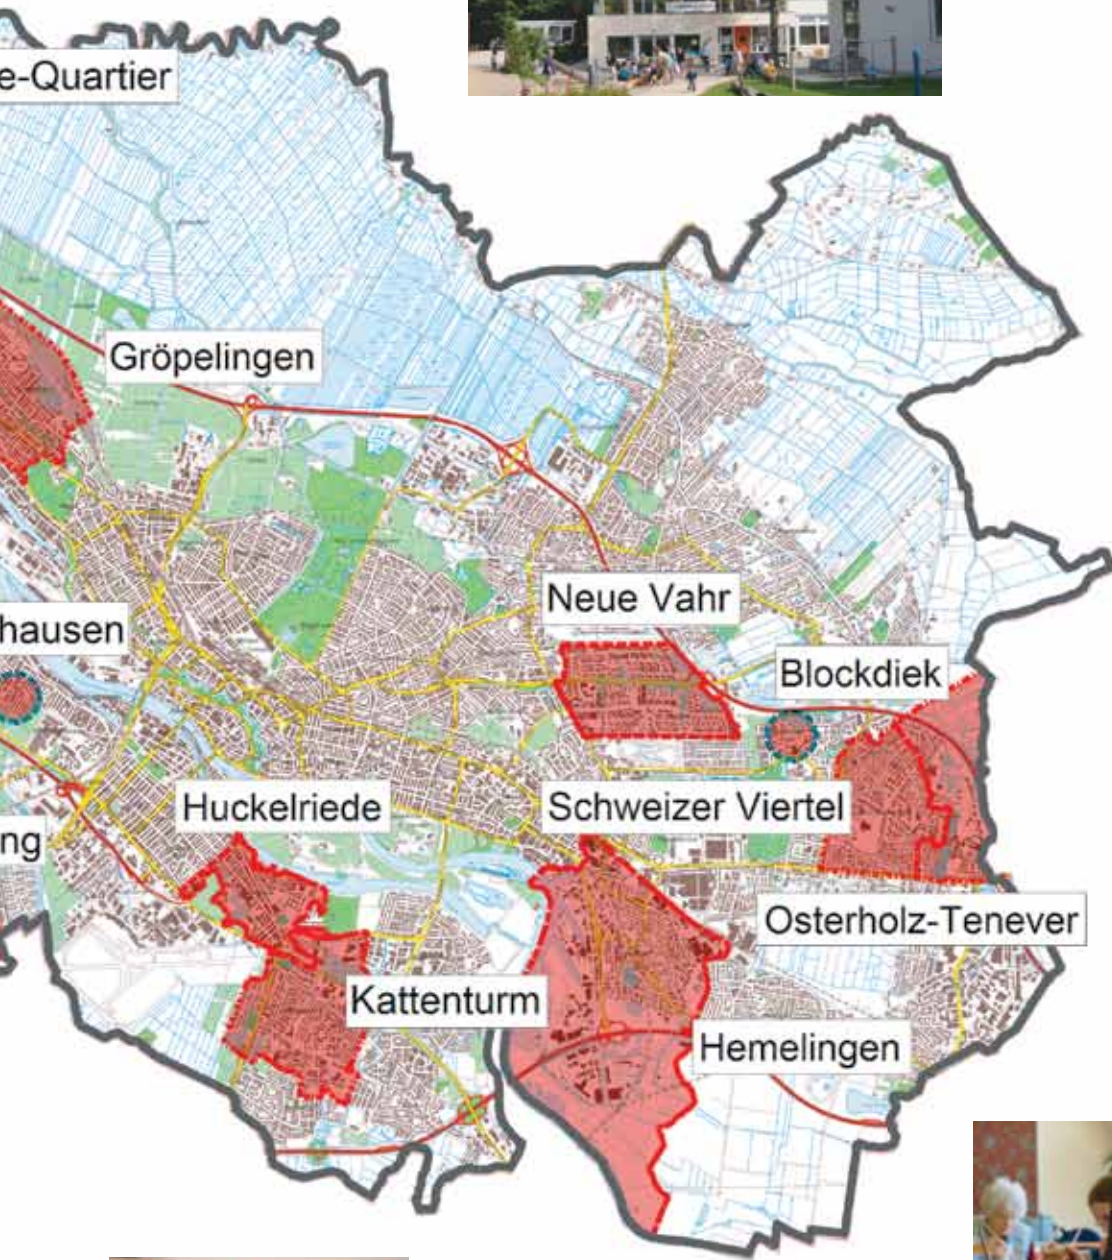 e-Quartier
Gröpelingen
Neue Vahr
hausen
Blockdiek
Huckelriede
Schweizer Viertel
ng
Osterholz-Tenever
Kattenturm
Hemelingen